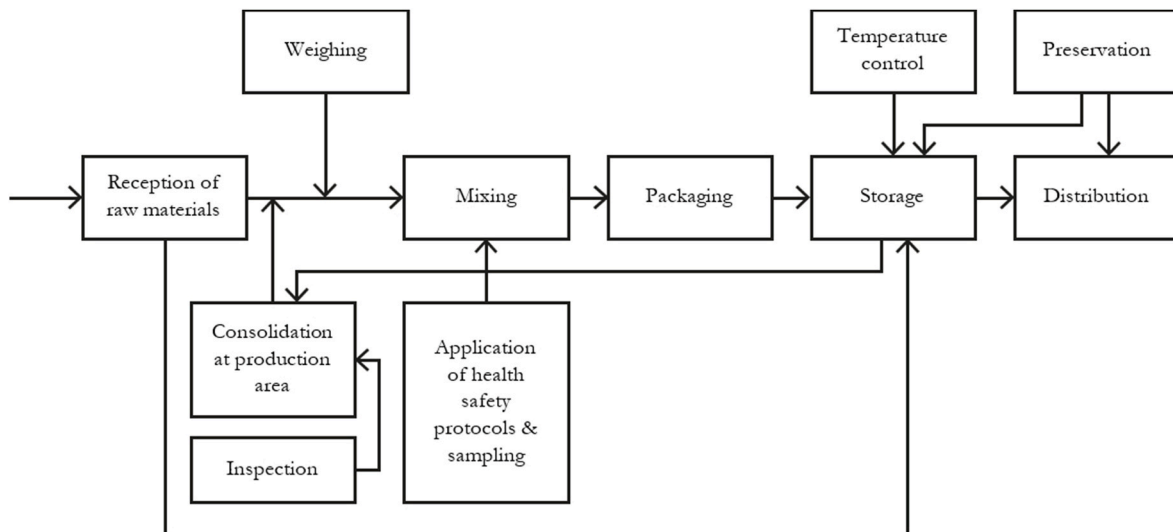 Weighing
Temperature
control
Preservation
Reception of
raw materials
Mixing
Packaging
Storage
Distribution
Consolidation
at production
area
Application
of health
safety
protocols &
sampling
Inspection